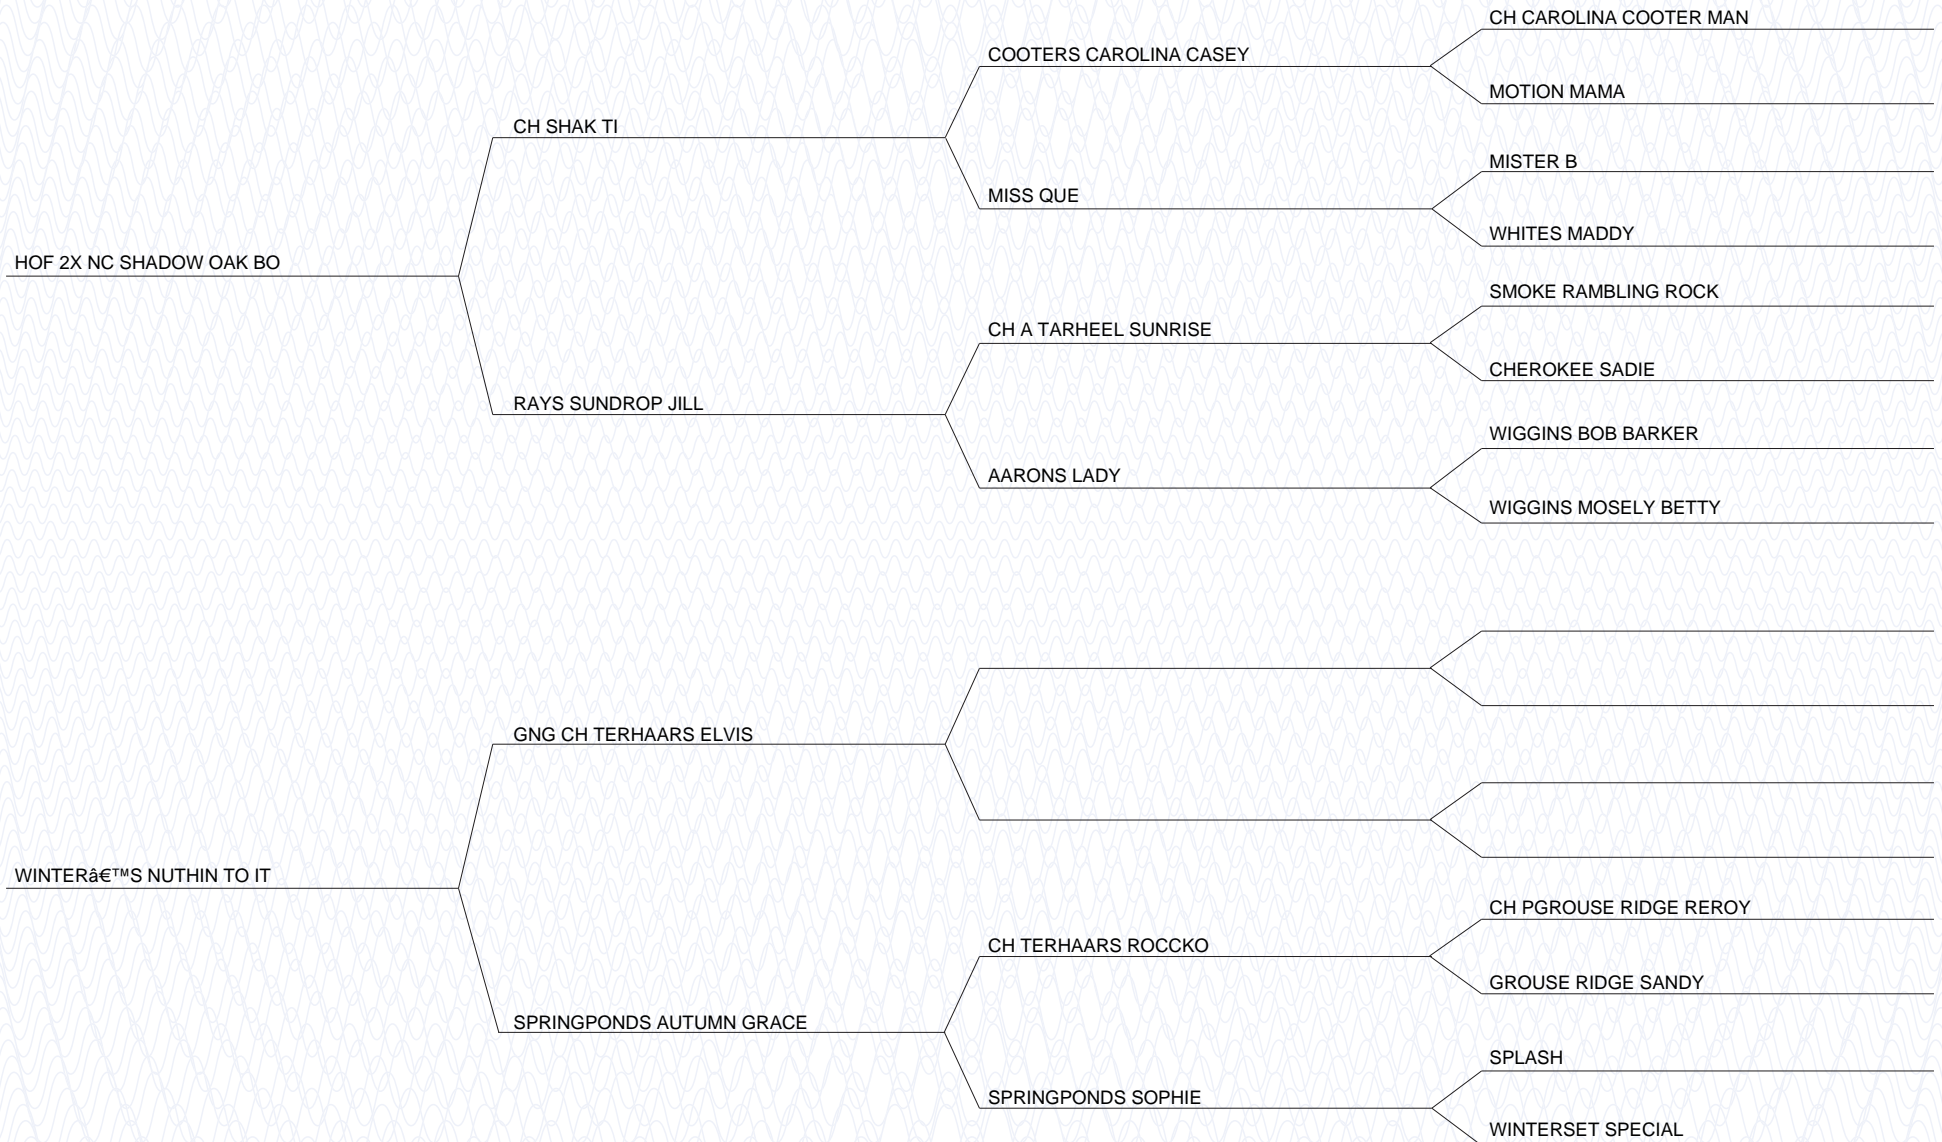 CH CAROLINA COOTER MAN
COOTERS CAROLINA CASEY
MOTION MAMA
CH SHAK TI
MISTER B
MISS QUE
WHITES MADDY
HOF 2X NC SHADOW OAK BO
SMOKE RAMBLING ROCK
CH A TARHEEL SUNRISE
CHEROKEE SADIE
RAYS SUNDROP JILL
WIGGINS BOB BARKER
AARONS LADY
WIGGINS MOSELY BETTY
GNG CH TERHAARS ELVIS
WINTERâ€™S NUTHIN TO IT
CH PGROUSE RIDGE REROY
CH TERHAARS ROCCKO
GROUSE RIDGE SANDY
SPRINGPONDS AUTUMN GRACE
SPLASH
SPRINGPONDS SOPHIE
WINTERSET SPECIAL